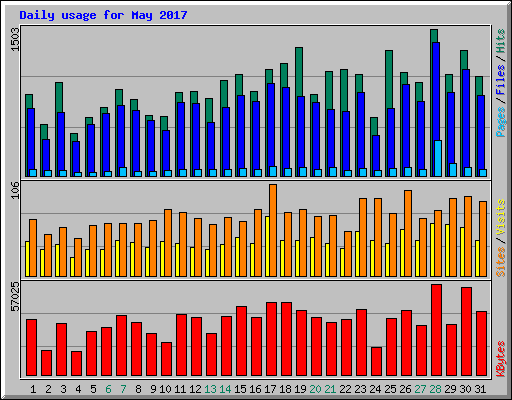 Daily usage for May 2017
1503
Pages / Files / Hits
106
Sites / Visits
57025
KBytes
1 2 3 4 5 6 7 8 9 10 11 12 13 14 15 16 17 18 19 20 21 22 23 24 25 26 27 28 29 30 31